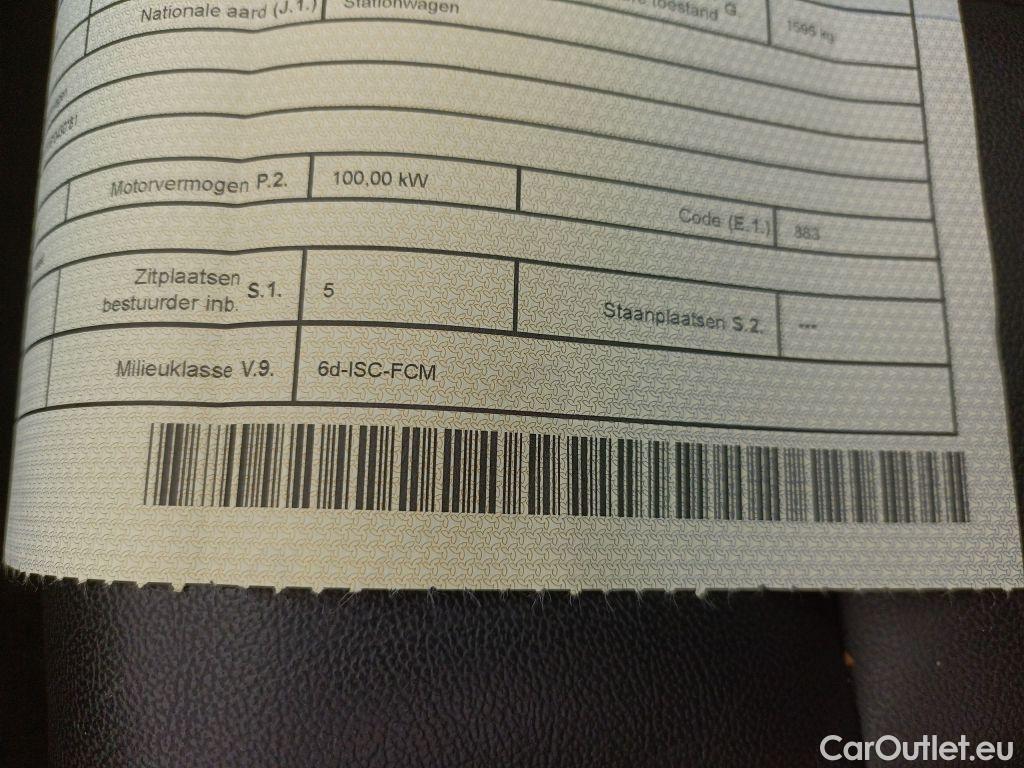 Nationale aard (J.1.) Stationwagen toestand G. 1595 kg
Motorvermogen P.2. 100,00 kW
Code (E.1.) 883
Zitplaatsen bestuurder inb. S.1. 5
Staanplaatsen S.2. ---
Milieuklasse V.9. 6d-ISC-FCM
CarOutlet.eu